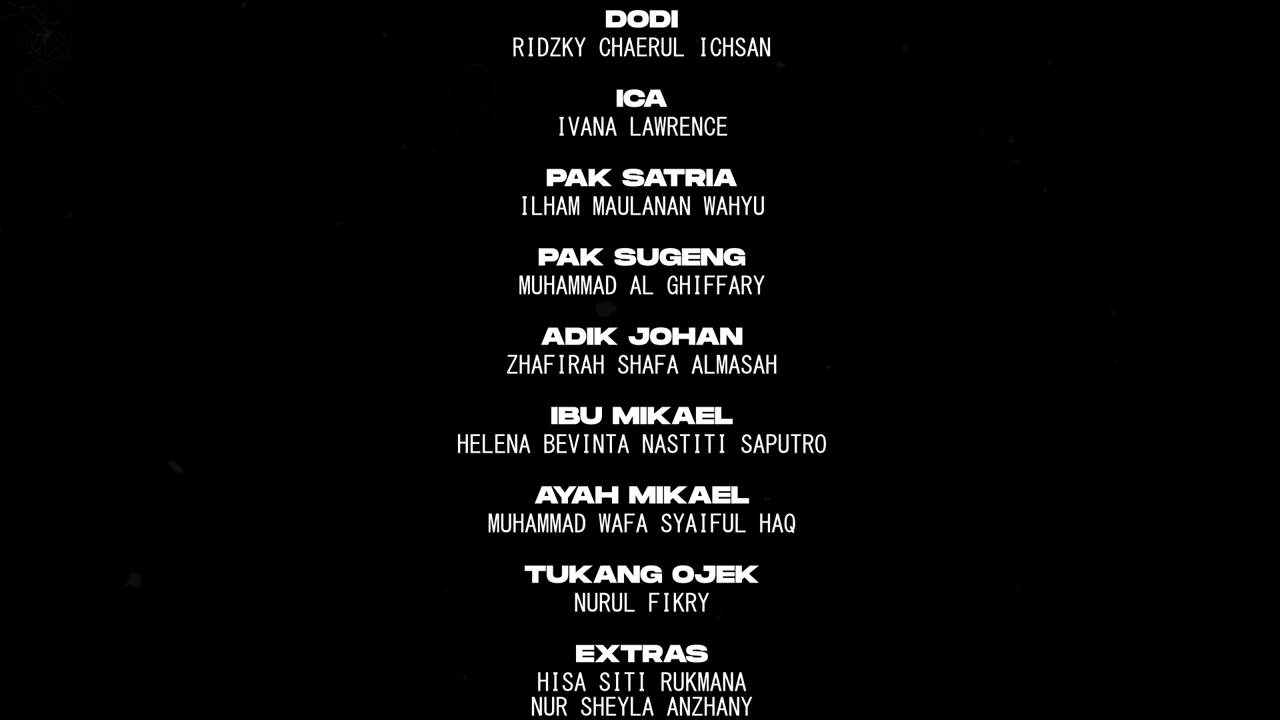 DODI
RIDZKY CHAERUL ICHSAN
ICA
IVANA LAWRENCE
PAK SATRIA
ILHAM MAULANAN WAHYU
PAK SUGENG
MUHAMMAD AL GHIFFARY
ADIK JOHAN
ZHAFIRAH SHAFA ALMASAH
IBU MIKAEL
HELENA BEVINTA NASTITI SAPUTRO
AYAH MIKAEL
MUHAMMAD WAFA SYAIFUL HAQ
TUKANG OJEK
NURUL FIKRY
EXTRAS
HISA SITI RUKMANA
NUR SHEYLA ANZHANY